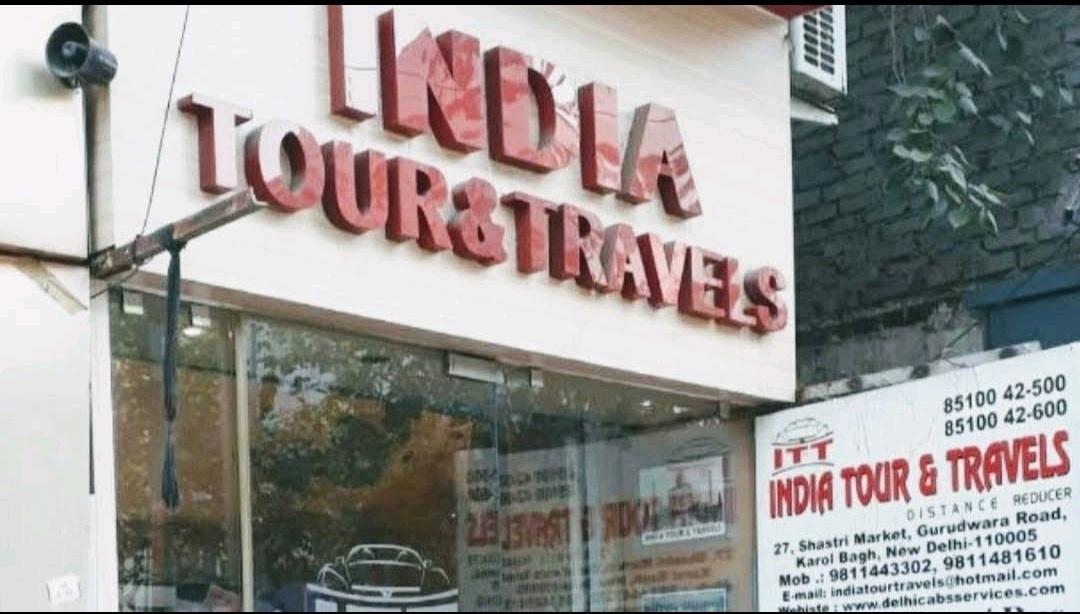 INDIA
TOUR&TRAVELS
85100 42-500
85100 42-600
ITT
INDIA TOUR & TRAVELS
DISTANCE REDUCER
27, Shastri Market, Gurudwara Road,
Karol Bagh, New Delhi-110005
Mob .: 9811443302, 9811481610
E-mail: indiatourtravels@hotmail.com
Webhiste : www.delhicabsservices.com